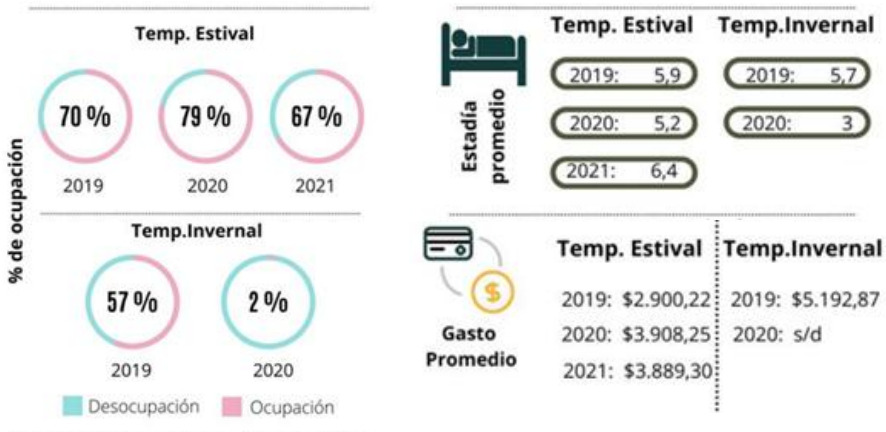 % de ocupación
Temp. Estival
70 % 79 % 67 %
2019 2020 2021
Temp.Invernal
57 % 2 %
2019 2020
Desocupación Ocupación
Estadía
promedio
Temp. Estival Temp.Invernal
2019: 5,9 2019: 5,7
2020: 5,2 2020: 3
2021: 6,4
Gasto
Promedio
$
Temp. Estival Temp.Invernal
2019: $2.900,22 2019: $5.192,87
2020: $3.908,25 2020: s/d
2021: $3.889,30